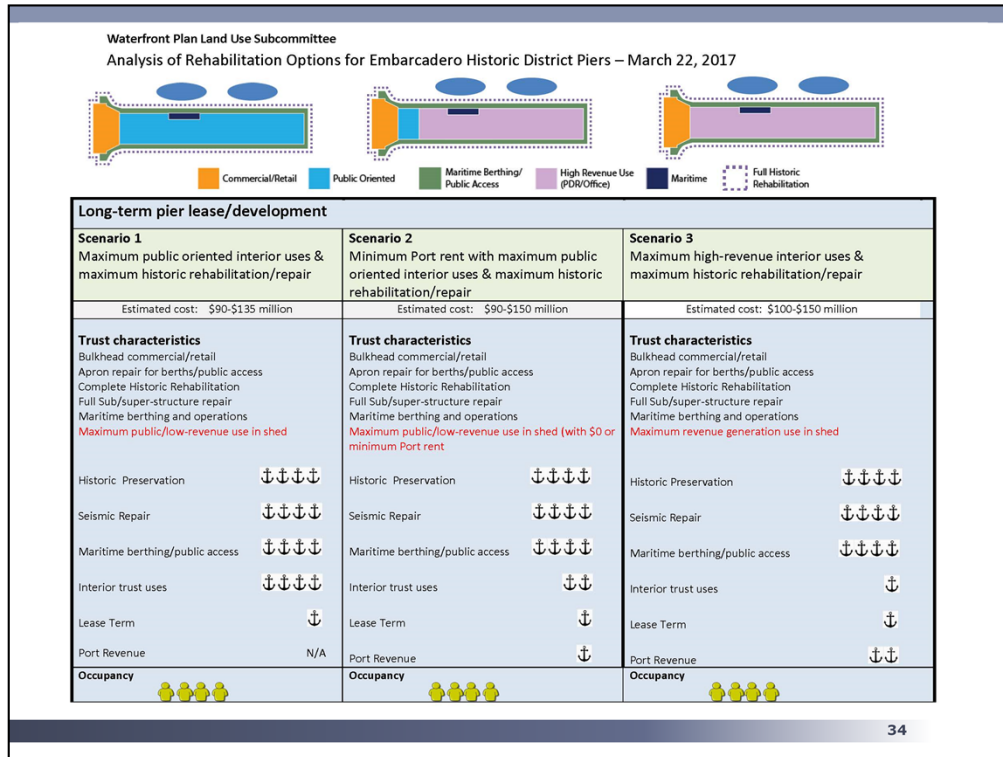 Waterfront Plan Land Use Subcommittee
Analysis of Rehabilitation Options for Embarcadero Historic District Piers – March 22, 2017
Commercial/Retail
Public Oriented
Maritime Berthing/
Public Access
High Revenue Use
(PDR/Office)
Maritime
Full Historic
Rehabilitation
Long-term pier lease/development
Scenario 1
Maximum public oriented interior uses &
maximum historic rehabilitation/repair
Scenario 2
Minimum Port rent with maximum public
oriented interior uses & maximum historic
rehabilitation/repair
Scenario 3
Maximum high-revenue interior uses &
maximum historic rehabilitation/repair
Estimated cost: $90-$135 million
Estimated cost: $90-$150 million
Estimated cost: $100-$150 million
Trust characteristics
Bulkhead commercial/retail
Apron repair for berths/public access
Complete Historic Rehabilitation
Full Sub/super-structure repair
Maritime berthing and operations
Maximum public/low-revenue use in shed
Historic Preservation
Seismic Repair
Maritime berthing/public access
Interior trust uses
Lease Term
Port Revenue N/A
Occupancy
Trust characteristics
Bulkhead commercial/retail
Apron repair for berths/public access
Complete Historic Rehabilitation
Full Sub/super-structure repair
Maritime berthing and operations
Maximum public/low-revenue use in shed (with $0 or
minimum Port rent
Historic Preservation
Seismic Repair
Maritime berthing/public access
Interior trust uses
Lease Term
Port Revenue
Occupancy
Trust characteristics
Bulkhead commercial/retail
Apron repair for berths/public access
Complete Historic Rehabilitation
Full Sub/super-structure repair
Maritime berthing and operations
Maximum revenue generation use in shed
Historic Preservation
Seismic Repair
Maritime berthing/public access
Interior trust uses
Lease Term
Port Revenue
Occupancy
34